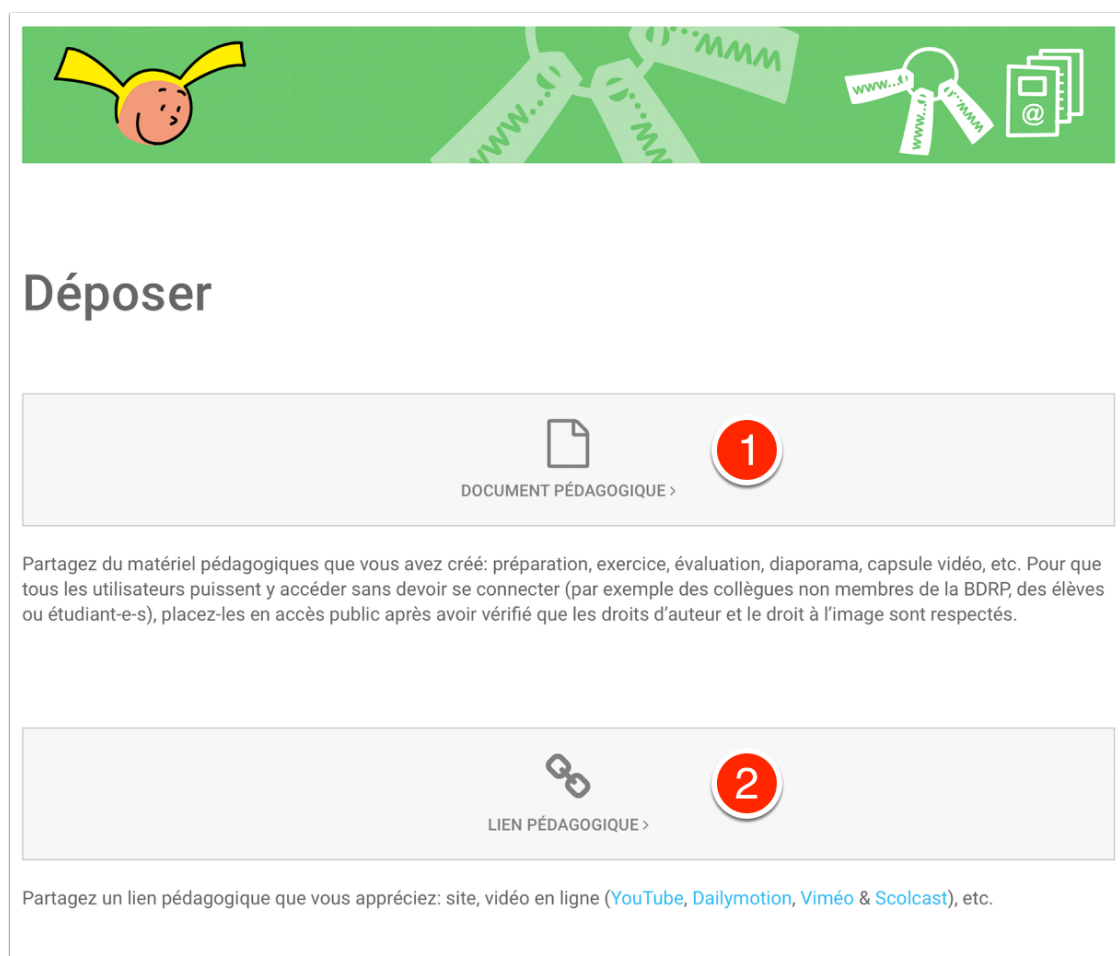 www...
www...
www...
www...
www...
www...
@
Déposer
1
DOCUMENT PÉDAGOGIQUE >
Partagez du matériel pédagogiques que vous avez créé: préparation, exercice, évaluation, diaporama, capsule vidéo, etc. Pour que
tous les utilisateurs puissent y accéder sans devoir se connecter (par exemple des collègues non membres de la BDRP, des élèves
ou étudiant-e-s), placez-les en accès public après avoir vérifié que les droits d’auteur et le droit à l’image sont respectés.
2
LIEN PÉDAGOGIQUE >
Partagez un lien pédagogique que vous appréciez: site, vidéo en ligne (YouTube, Dailymotion, Viméo & Scolcast), etc.